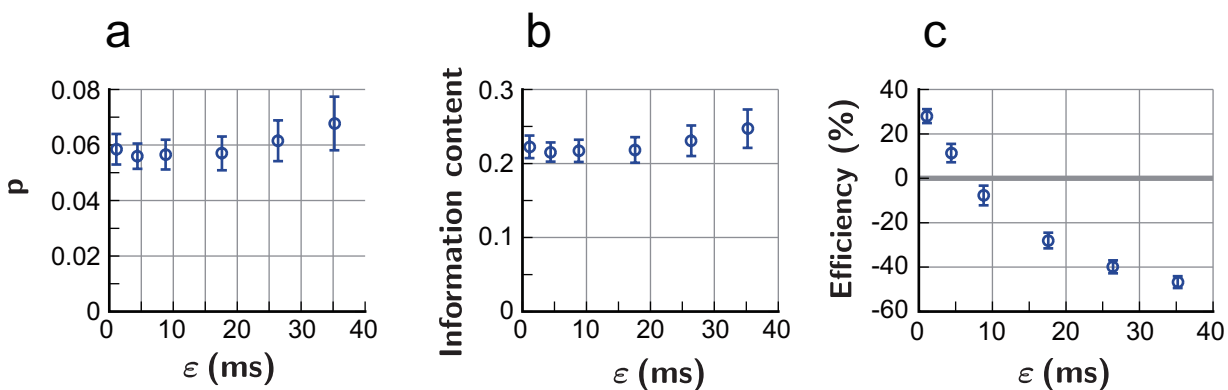 a
b
c
0.08
0.06
0.04
0.02
0
p
0 10 20 30 40
ε (ms)
0.3
0.2
0.1
0
Information content
0 10 20 30 40
ε (ms)
40
20
0
-20
-40
-60
Efficiency (%)
0 10 20 30 40
ε (ms)